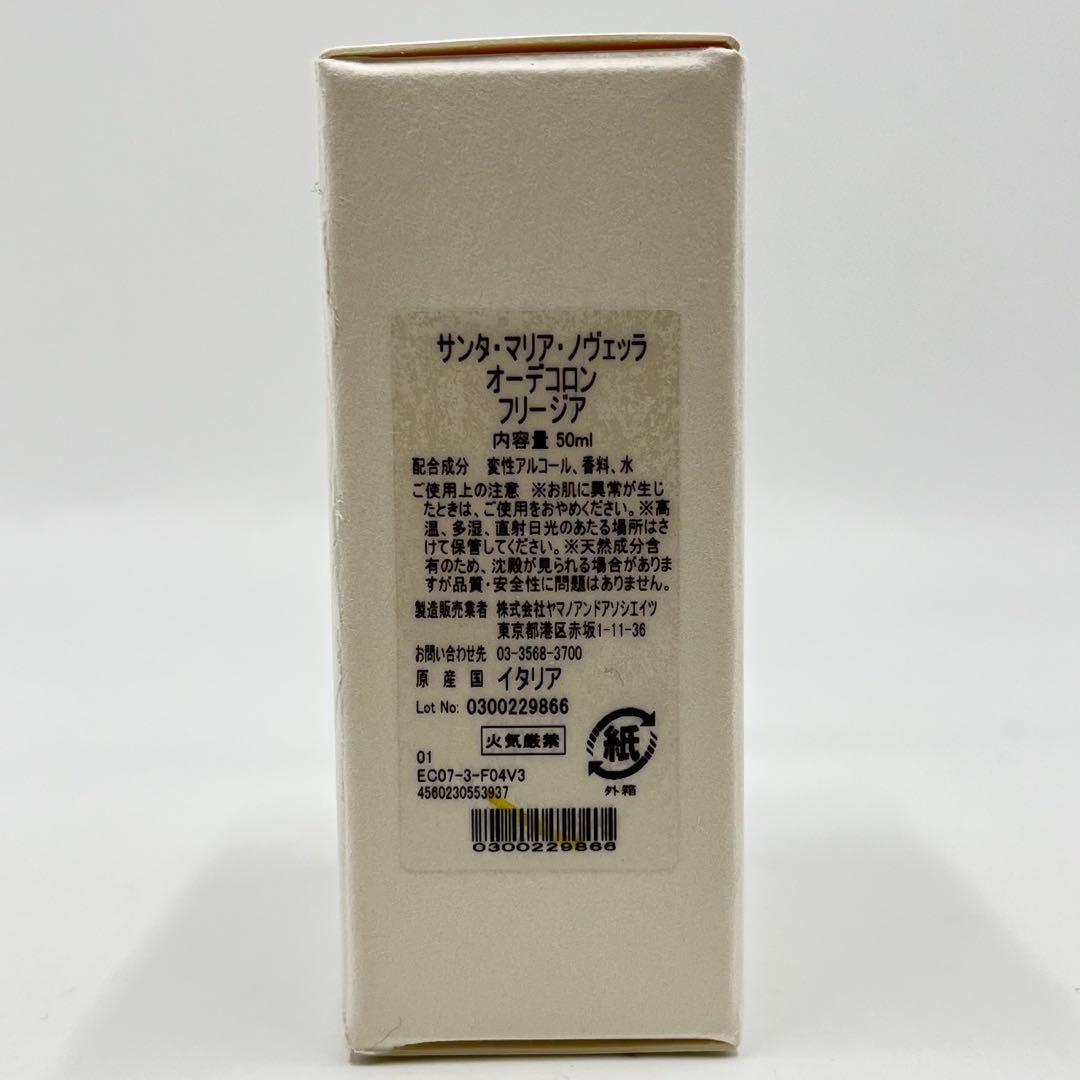 サンタ・マリア・ノヴェッラ
オーデコロン
フリージア
内容量 50ml
配合成分 変性アルコール、香料、水
ご使用上の注意 ※お肌に異常が生じ
たときは、ご使用をおやめください。※高
温、多湿、直射日光のあたる場所はさ
けて保管してください。※天然成分含
有のため、沈殿が見られる場合がありま
すが品質・安全性に問題はありません。
製造販売業者 株式会社ヤマノアンドアソシエイツ
東京都港区赤坂1-11-36
お問い合わせ先 03-3568-3700
原産国 イタリア
Lot No: 0300229866
火気厳禁
紙
外箱
01
EC07-3-F04V3
4560230553937
0300229866